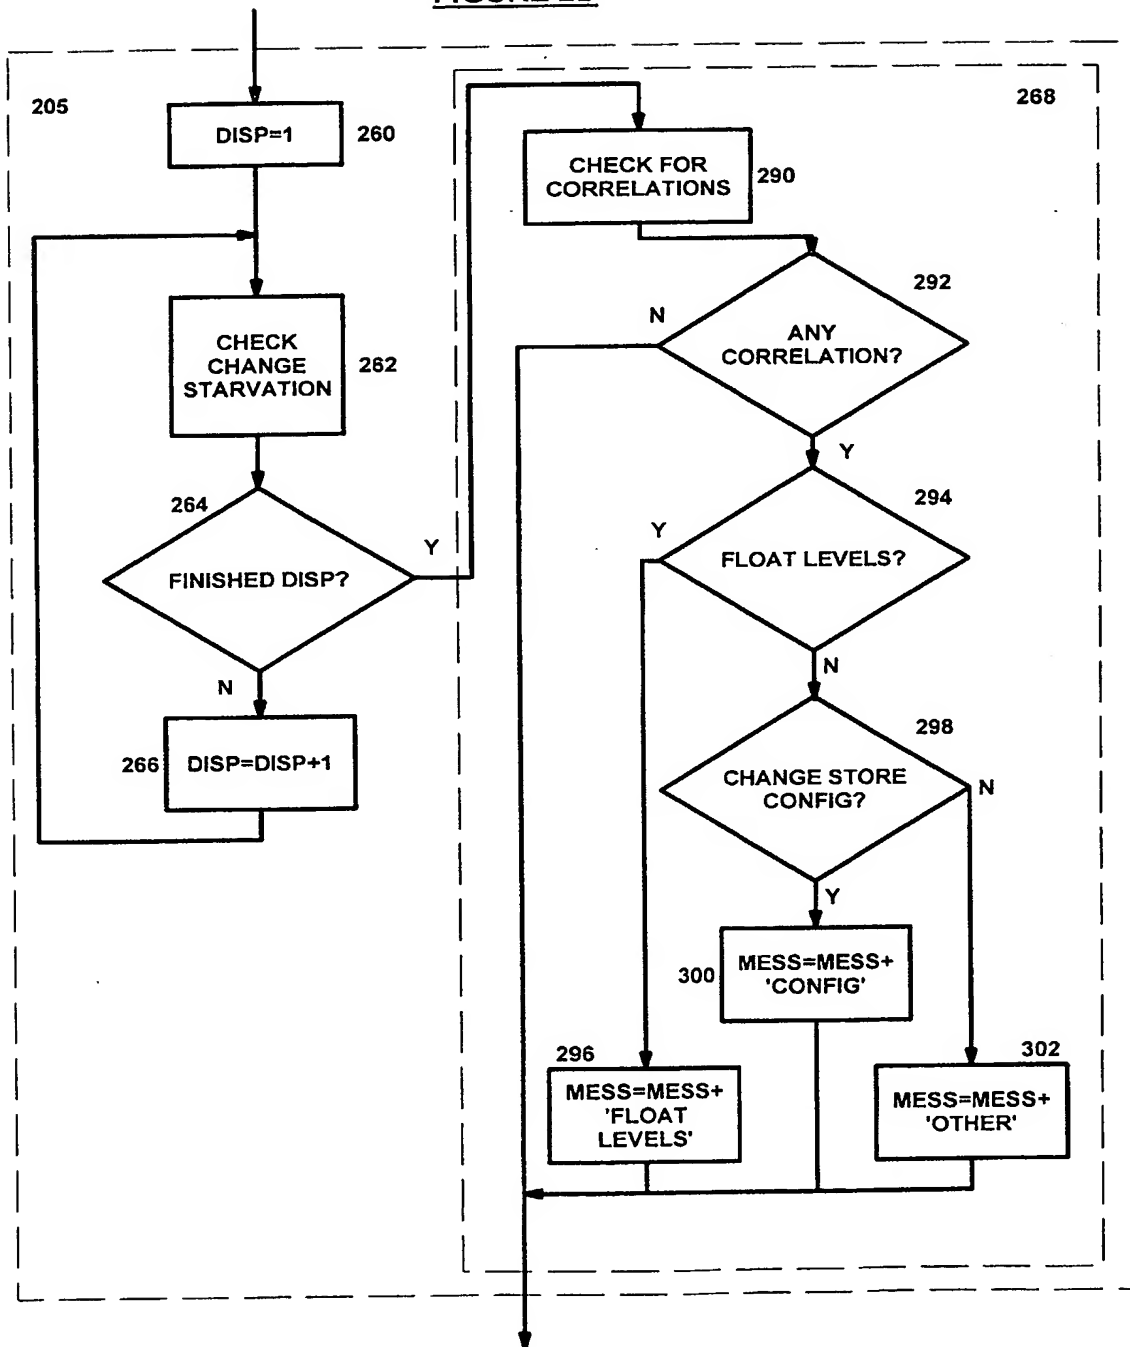 205
DISP=1
260
CHECK
CHANGE
STARVATION
262
264
FINISHED DISP?
Y
N
266
DISP=DISP+1
268
CHECK FOR
CORRELATIONS
290
292
N
ANY
CORRELATION?
Y
294
Y
FLOAT LEVELS?
N
298
CHANGE STORE
CONFIG?
N
Y
300
MESS=MESS+
'CONFIG'
296
MESS=MESS+
'FLOAT
LEVELS'
302
MESS=MESS+
'OTHER'